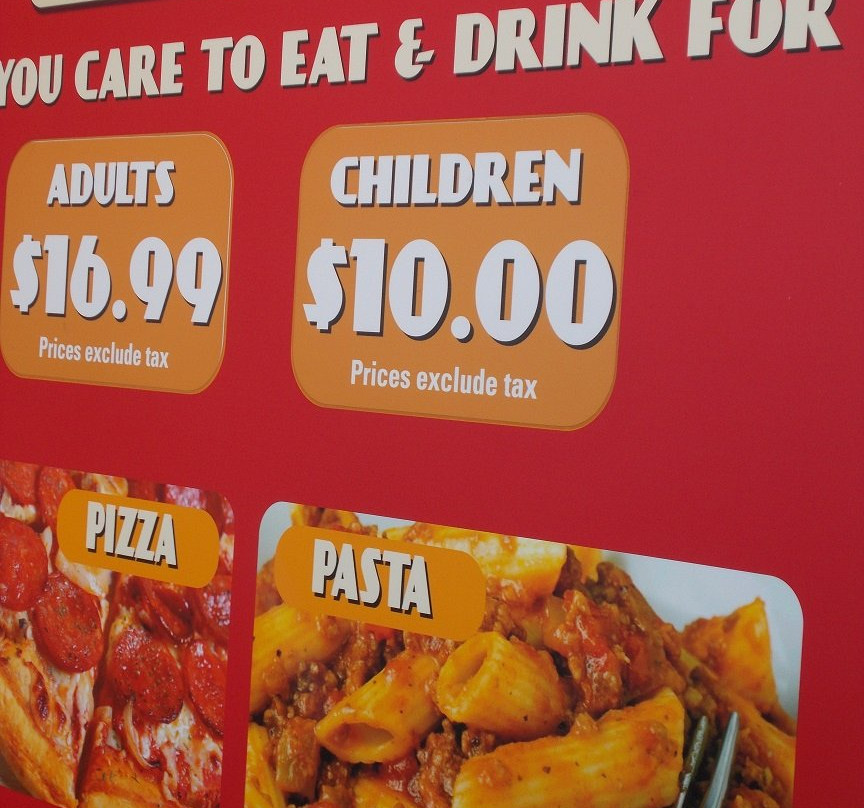 YOU CARE TO EAT & DRINK FOR
ADULTS
$16.99
Prices exclude tax
CHILDREN
$10.00
Prices exclude tax
PIZZA
PASTA